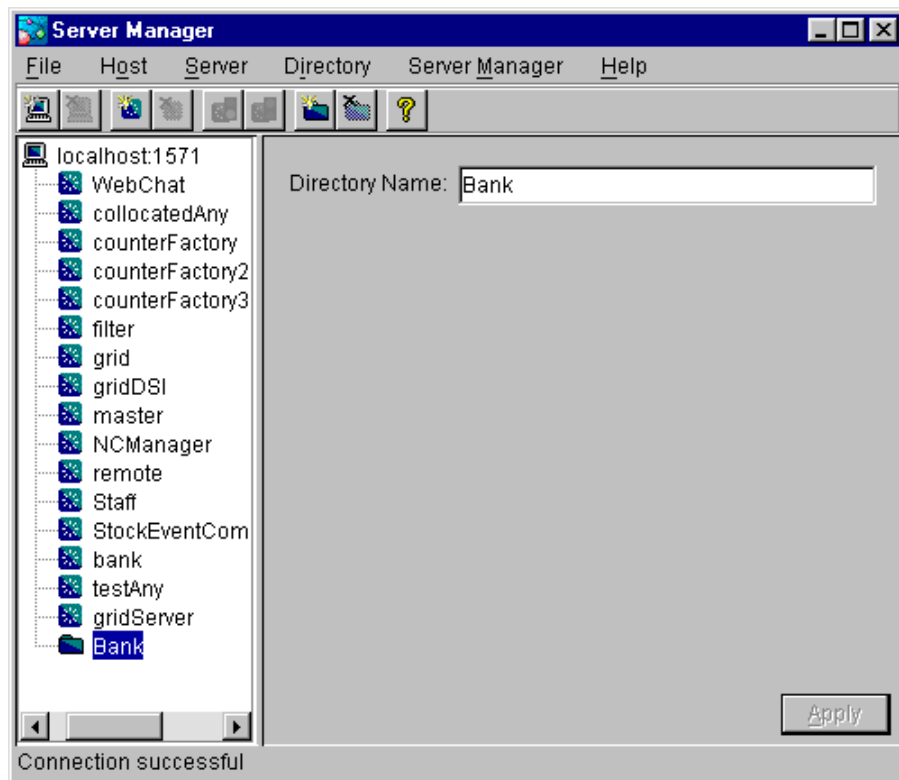 Server Manager
File Host Server Directory Server Manager Help
localhost:1571
WebChat
Directory Name: Bank
collocatedAny
counterFactory
counterFactory2
counterFactory3
filter
grid
gridDSI
master
NCManager
remote
Staff
StockEventCom
bank
testAny
gridServer
Bank
Apply
Connection successful